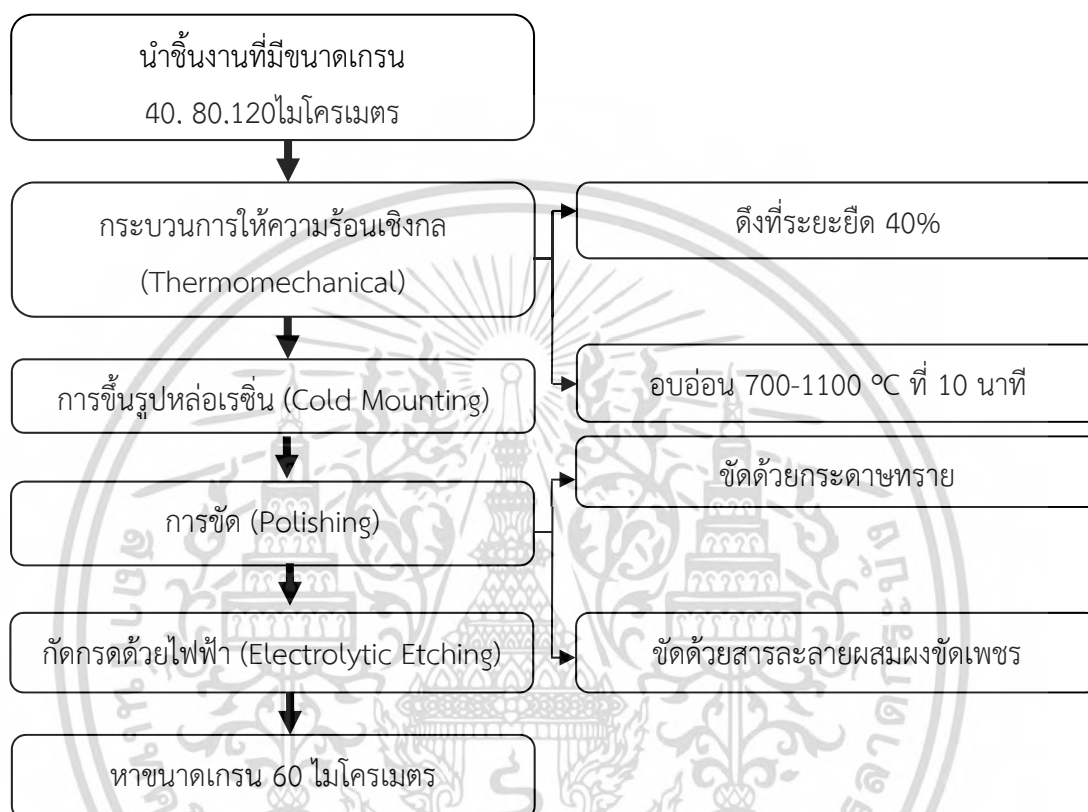 นำชิ้นงานที่มีขนาดเกรน
40, 80,120ไมโครเมตร
กระบวนการให้ความร้อนเชิงกล
(Thermomechanical)
ดึงที่ระยะยืด 40%
อบอ่อน 700-1100 °C ที่ 10 นาที
การขึ้นรูปหล่อเรซิ่น (Cold Mounting)
การขัด (Polishing)
ขัดด้วยกระดาษทราย
ขัดด้วยสารละลายผสมผงขัดเพชร
กัดกรดด้วยไฟฟ้า (Electrolytic Etching)
หาขนาดเกรน 60 ไมโครเมตร